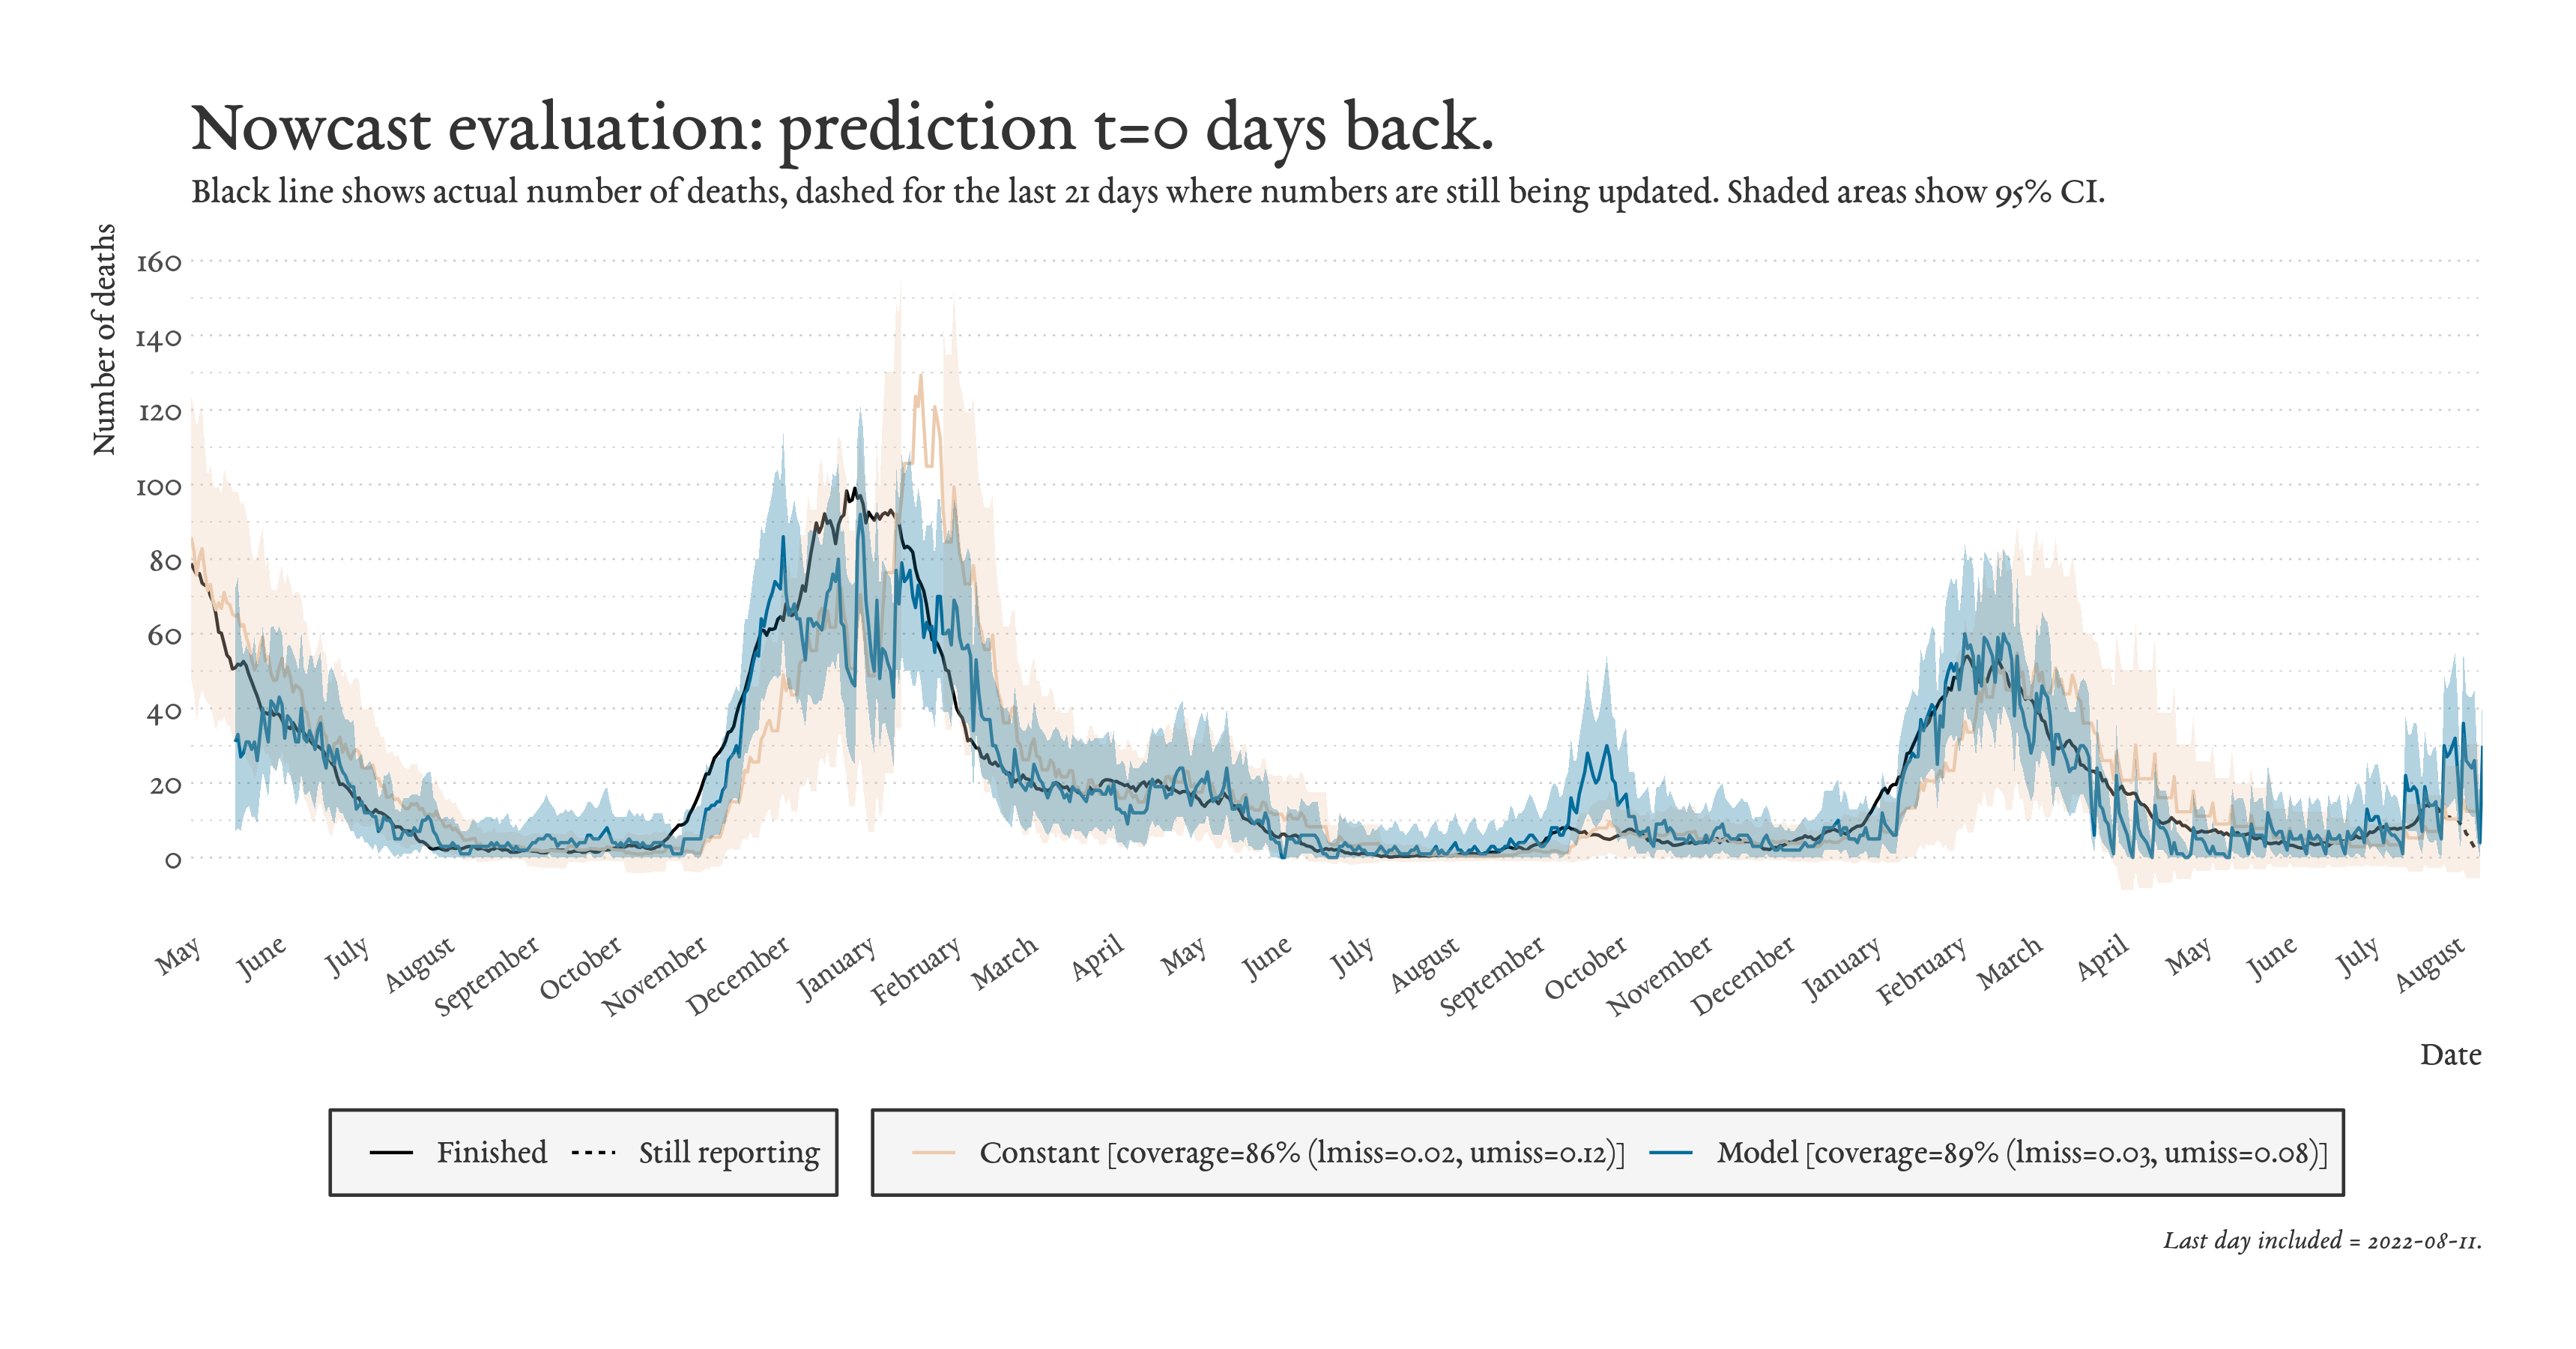 Nowcast evaluation: prediction t=0 days back.
Black line shows actual number of deaths, dashed for the last 21 days where numbers are still being updated. Shaded areas show 95% CI.
Number of deaths
160
140
120
100
80
60
40
20
0
May
June
July
August
September
October
November
December
January
February
March
April
May
June
July
August
September
October
November
December
January
February
March
April
May
June
July
August
Date
Finished
Still reporting
Constant [coverage=86% (lmiss=0.02, umiss=0.12)]
Model [coverage=89% (lmiss=0.03, umiss=0.08)]
Last day included = 2022-08-11.